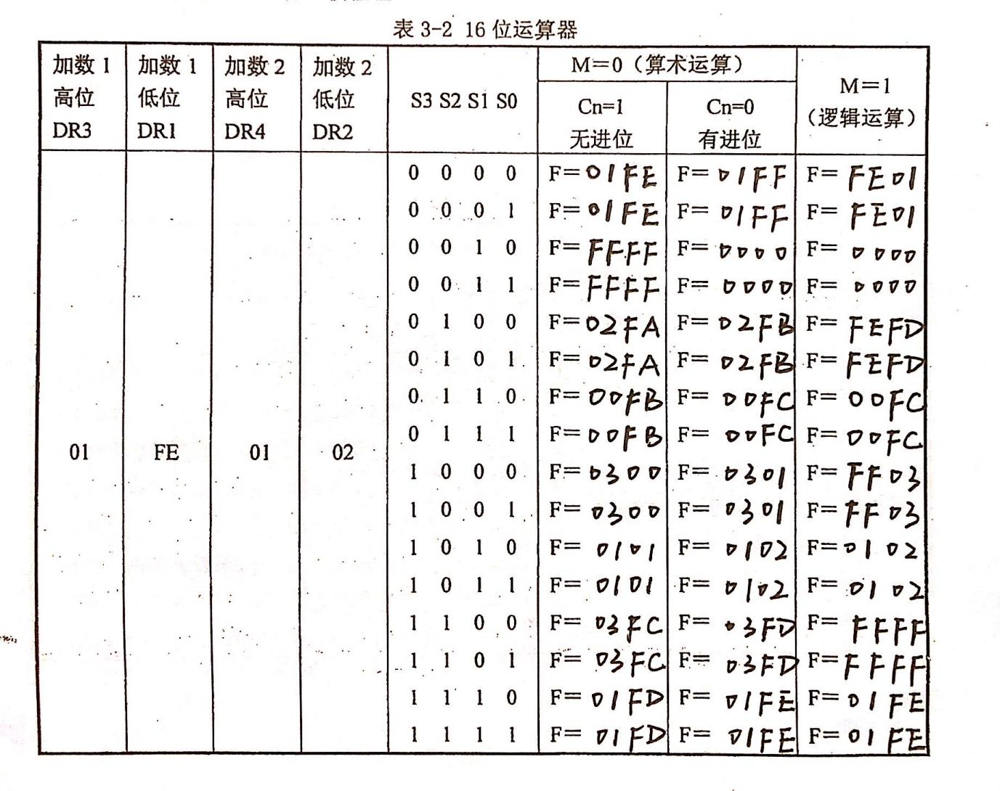 表 3-2 16 位运算器
加数 1 高位 DR3 加数 1 低位 DR1 加数 2 高位 DR4 加数 2 低位 DR2 S3 S2 S1 S0 M=0（算术运算） M=1（逻辑运算）
Cn=1 无进位 Cn=0 有进位
01 FE 01 02
0 0 0 0 F=01FE F=01FF F=FE01
0 0 0 1 F=01FE F=01FF F=FE01
0 0 1 0 F=FFFF F=0000 F=0000
0 0 1 1 F=FFFF F=0000 F=0000
0 1 0 0 F=02FA F=02FB F=FEFD
0 1 0 1 F=02FA F=02FB F=FEFD
0 1 1 0 F=00FB F=00FC F=00FC
0 1 1 1 F=00FB F=00FC F=00FC
1 0 0 0 F=0300 F=0301 F=FF03
1 0 0 1 F=0300 F=0301 F=FF03
1 0 1 0 F=0101 F=0102 F=0102
1 0 1 1 F=0101 F=0102 F=0102
1 1 0 0 F=03FC F=03FD F=FFFF
1 1 0 1 F=03FC F=03FD F=FFFF
1 1 1 0 F=01FD F=01FE F=01FE
1 1 1 1 F=01FD F=01FE F=01FE